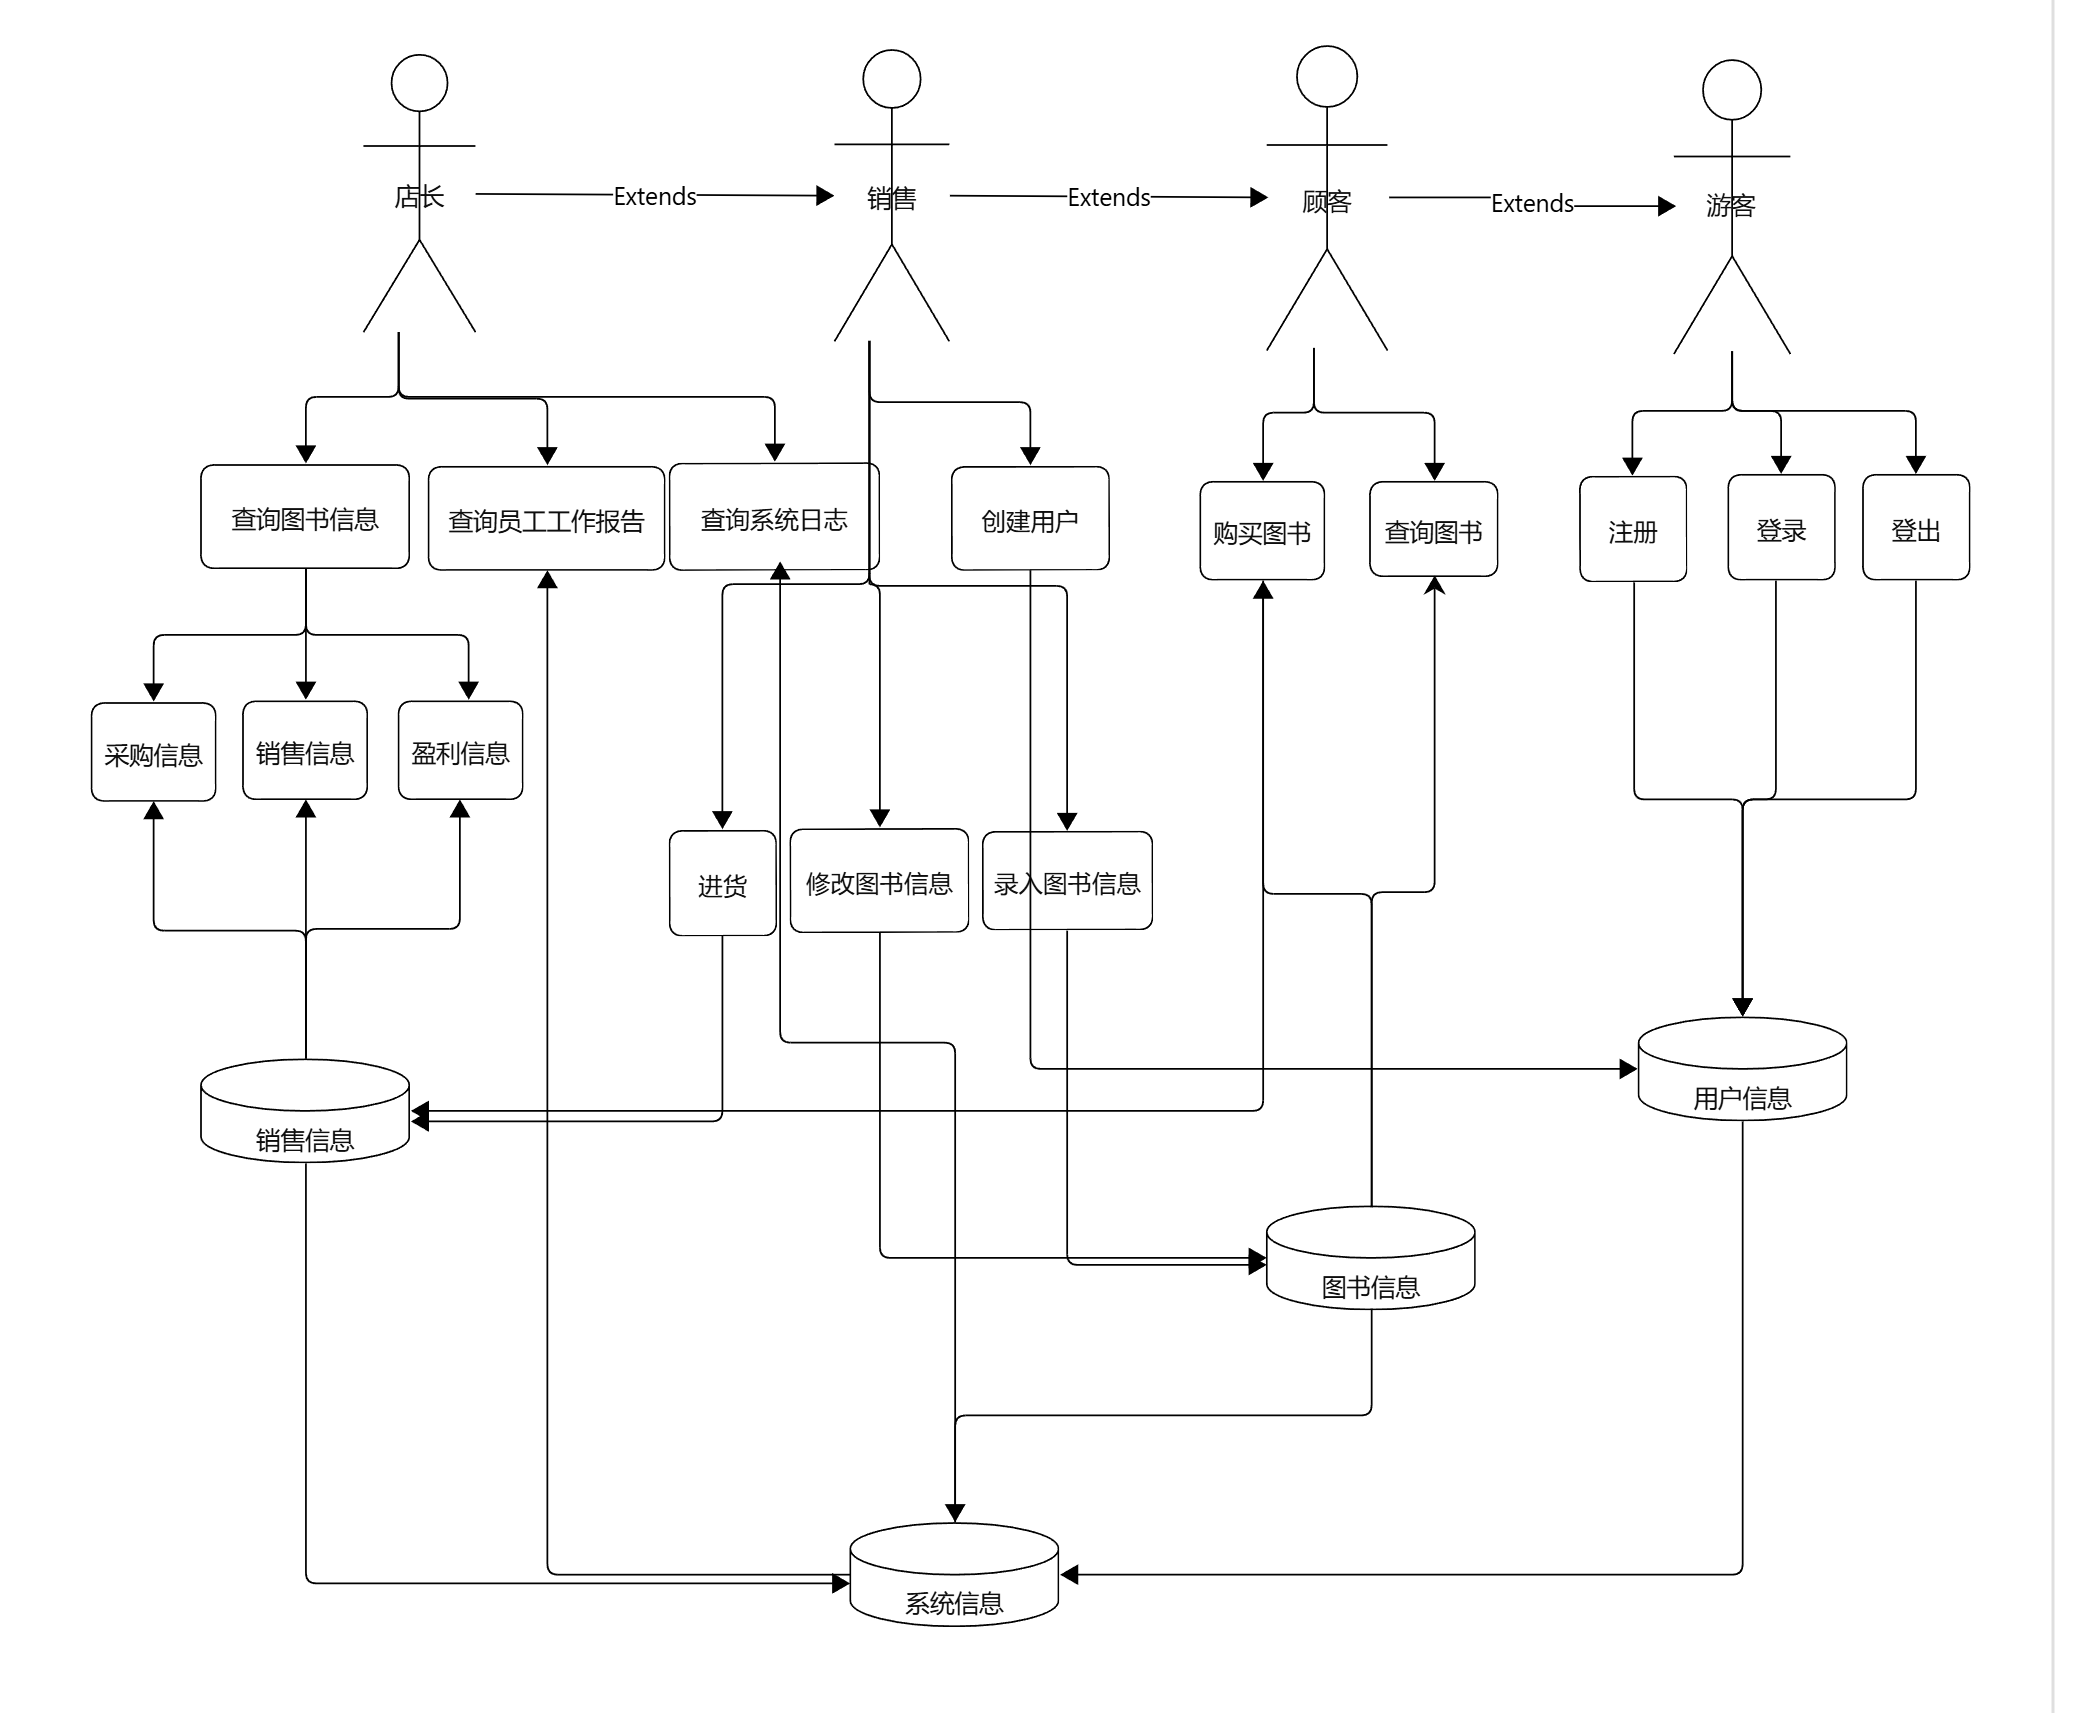 店长
Extends
销售
Extends
顾客
Extends
游客
查询图书信息
查询员工工作报告
查询系统日志
创建用户
购买图书
查询图书
注册
登录
登出
采购信息
销售信息
盈利信息
进货
修改图书信息
录入图书信息
销售信息
用户信息
图书信息
系统信息